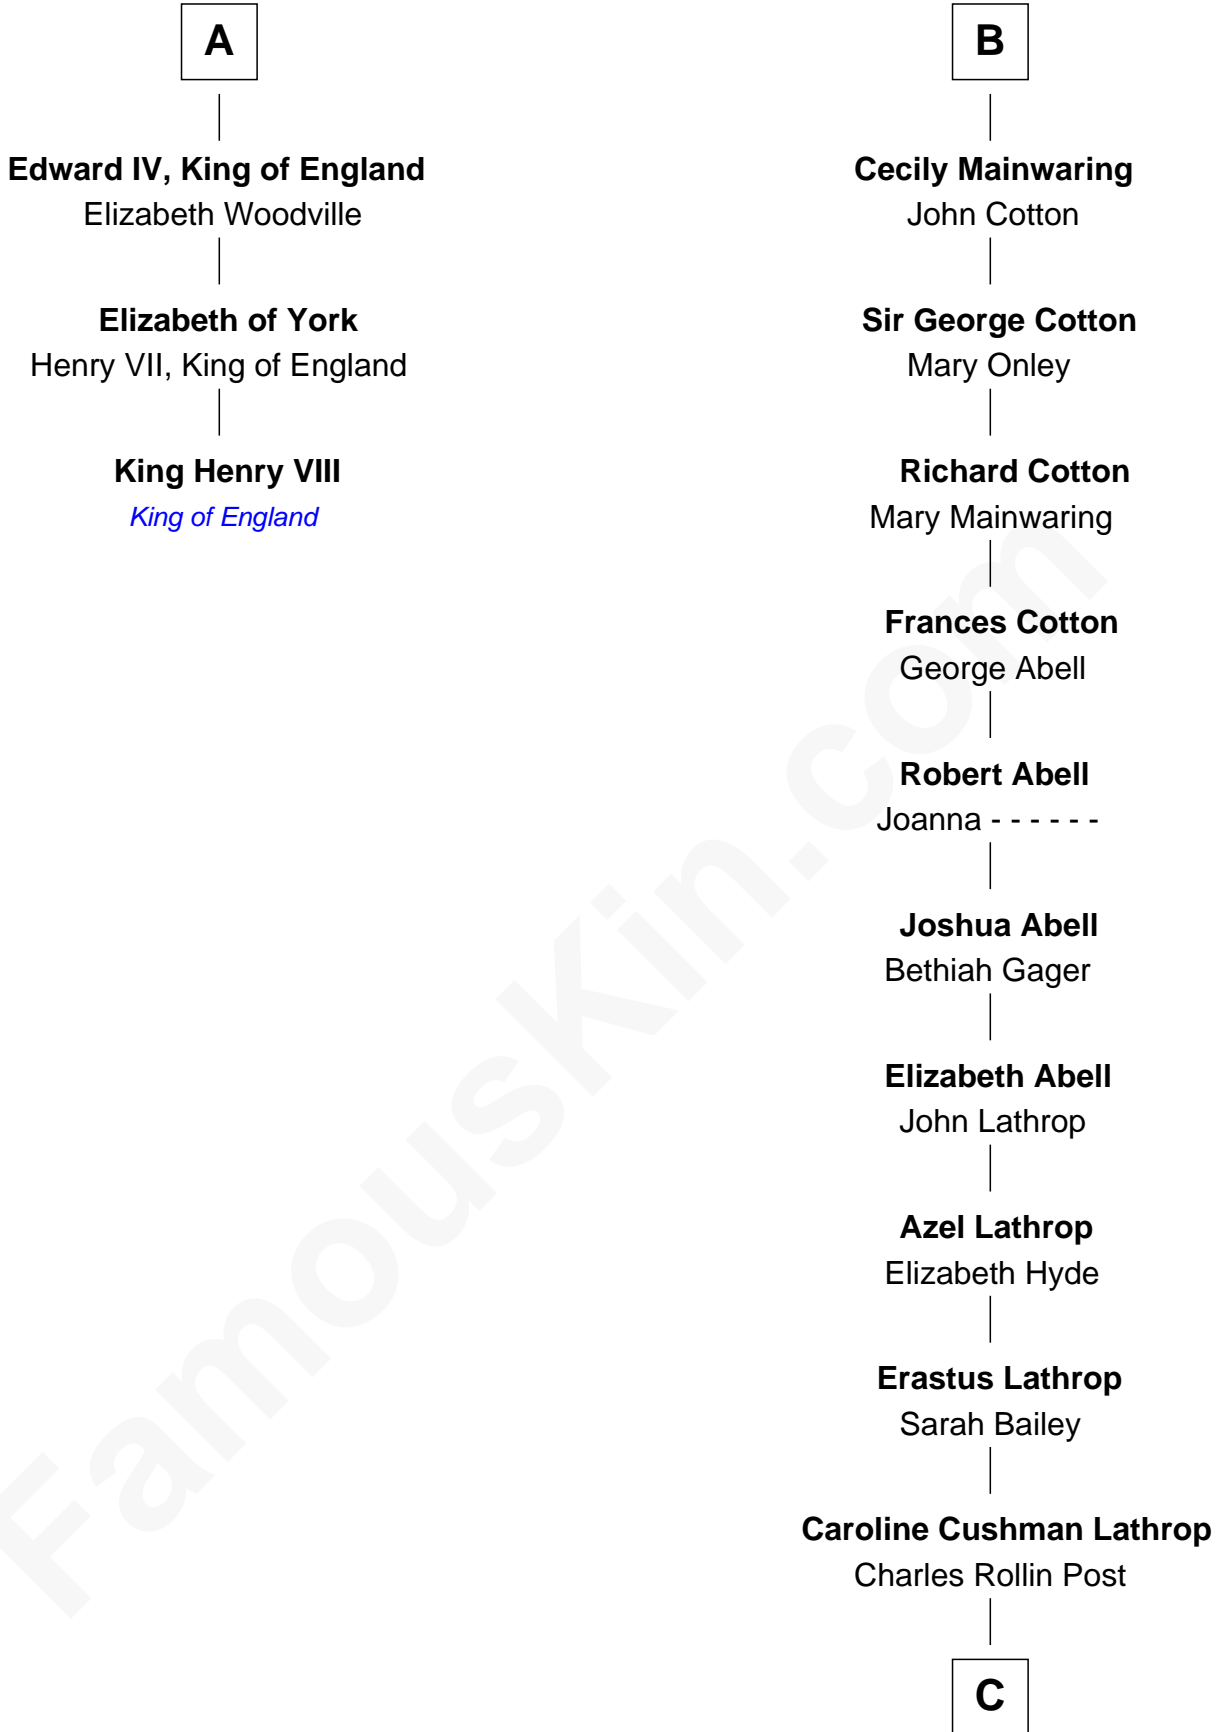 A
Edward IV, King of England
Elizabeth Woodville
Elizabeth of York
Henry VII, King of England
King Henry VIII
King of England
B
Cecily Mainwaring
John Cotton
Sir George Cotton
Mary Onley
Richard Cotton
Mary Mainwaring
Frances Cotton
George Abell
Robert Abell
Joanna - - - - - -
Joshua Abell
Bethiah Gager
Elizabeth Abell
John Lathrop
Azel Lathrop
Elizabeth Hyde
Erastus Lathrop
Sarah Bailey
Caroline Cushman Lathrop
Charles Rollin Post
C
FamousKin.com